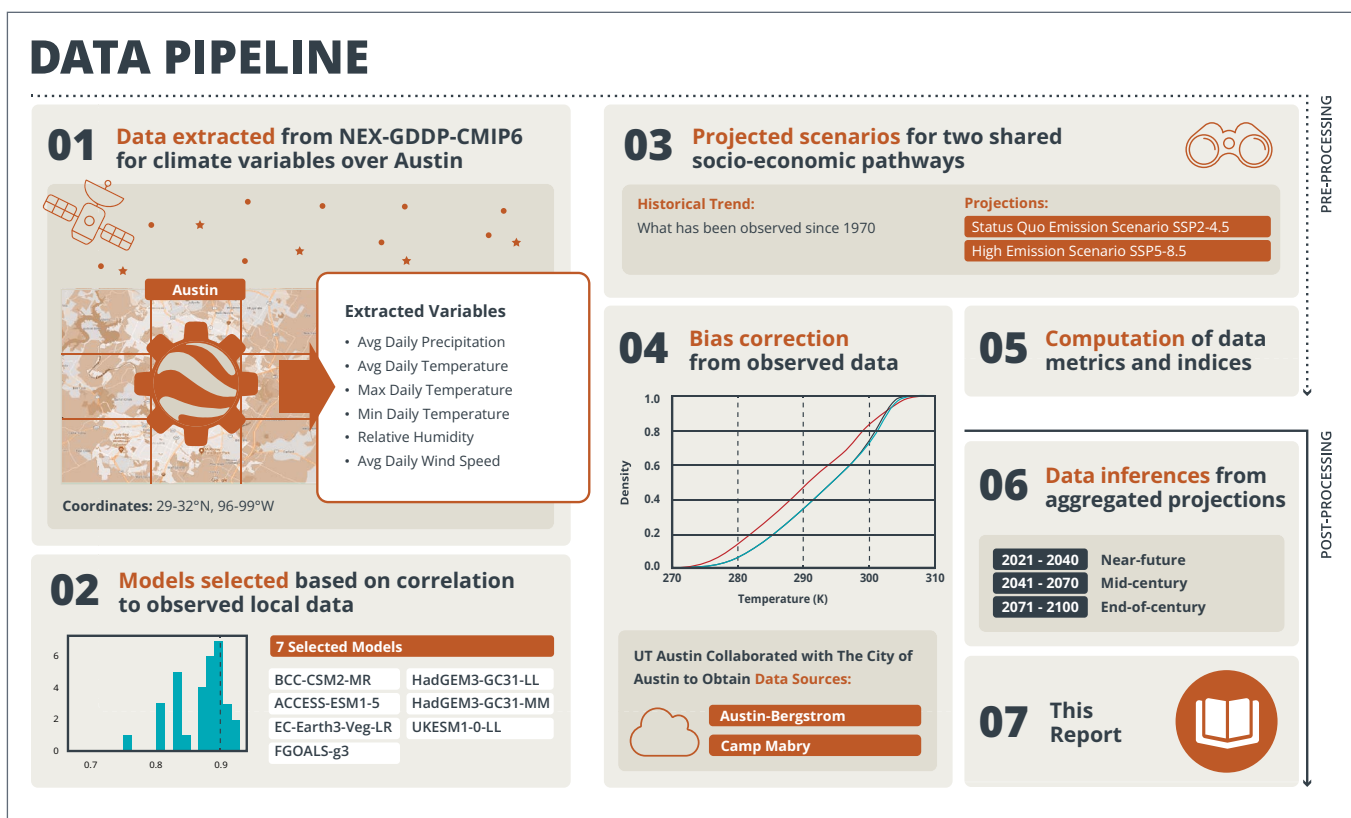 DATA PIPELINE
PRE-PROCESSING
01
Data extracted from NEX-GDDP-CMIP6
for climate variables over Austin
Austin
Extracted Variables
• Avg Daily Precipitation
• Avg Daily Temperature
• Max Daily Temperature
• Min Daily Temperature
• Relative Humidity
• Avg Daily Wind Speed
Coordinates: 29-32°N, 96-99°W
02
Models selected based on correlation
to observed local data
6
4
2
0
0.7 0.8 0.9
7 Selected Models
BCC-CSM2-MR HadGEM3-GC31-LL
ACCESS-ESM1-5 HadGEM3-GC31-MM
EC-Earth3-Veg-LR UKESM1-0-LL
FGOALS-g3
03
Projected scenarios for two shared
socio-economic pathways
Historical Trend:
What has been observed since 1970
Projections:
Status Quo Emission Scenario SSP2-4.5
High Emission Scenario SSP5-8.5
04
Bias correction
from observed data
Density
1.0
0.8
0.6
0.4
0.2
0.0
270 280 290 300 310
Temperature (K)
UT Austin Collaborated with The City of
Austin to Obtain Data Sources:
Austin-Bergstrom
Camp Mabry
05
Computation of data
metrics and indices
POST-PROCESSING
06
Data inferences from
aggregated projections
2021 - 2040 Near-future
2041 - 2070 Mid-century
2071 - 2100 End-of-century
07
This
Report